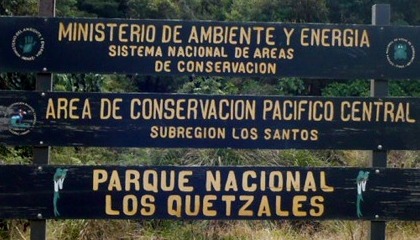 MINISTERIO DE AMBIENTE Y ENERGIA
SISTEMA NACIONAL DE AREAS
DE CONSERVACION
AREA DE CONSERVACION PACIFICO CENTRAL
SUBREGION LOS SANTOS
PARQUE NACIONAL
LOS QUETZALES